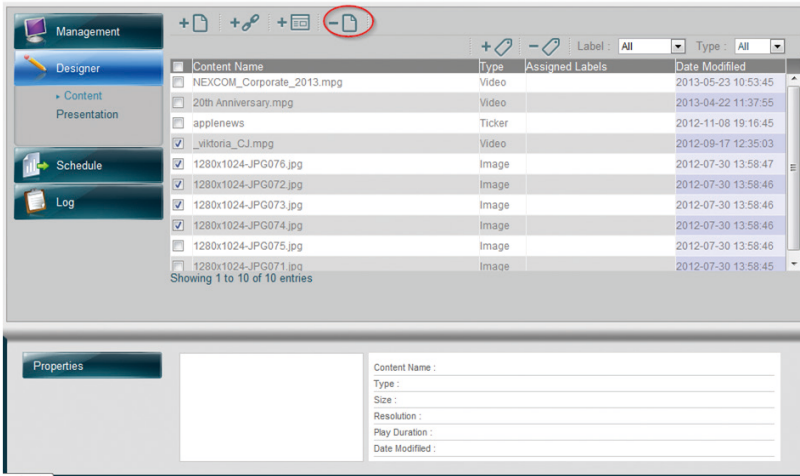 Management
Designer
Content
Presentation
Schedule
Log
Label : All Type : All
Content Name Type Assigned Labels Date Modifiled
NEXCOM_Corporate_2013.mpg Video 2013-05-23 10:53:45
20th Anniversary.mpg Video 2013-04-22 11:37:55
applenews Ticker 2012-11-08 19:16:45
_viktoria_CJ.mpg Video 2012-09-17 12:35:03
1280x1024-JPG076.jpg Image 2012-07-30 13:58:47
1280x1024-JPG072.jpg Image 2012-07-30 13:58:46
1280x1024-JPG073.jpg Image 2012-07-30 13:58:46
1280x1024-JPG074.jpg Image 2012-07-30 13:58:46
1280x1024-JPG075.jpg Image 2012-07-30 13:58:46
1280x1024-JPG071.jpg Image 2012-07-30 13:58:45
Showing 1 to 10 of 10 entries
Properties
Content Name :
Type :
Size :
Resolution :
Play Duration :
Date Modifiled :